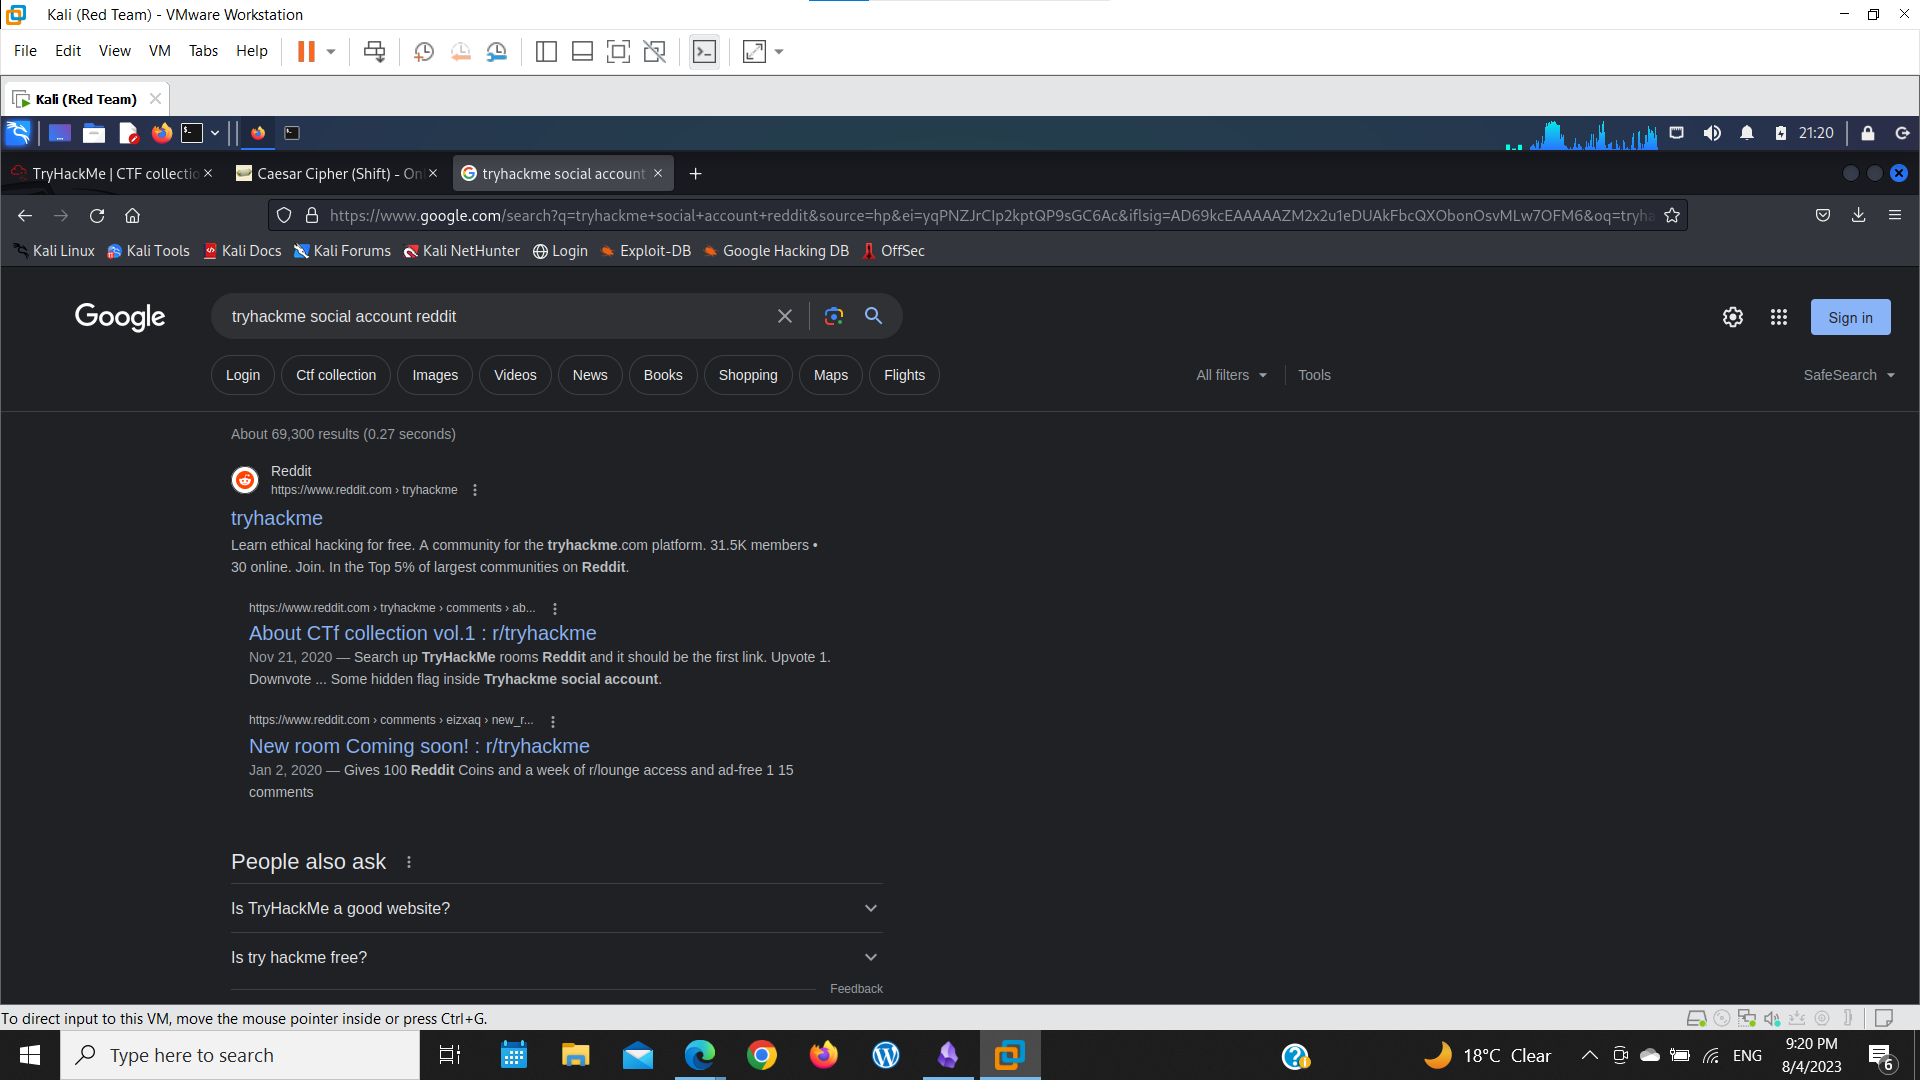 Kali (Red Team) - VMware Workstation
File Edit View VM Tabs Help
Kali (Red Team)
21:20
TryHackMe | CTF collectio
Caesar Cipher (Shift) - Onl
tryhackme social account
https://www.google.com/search?q=tryhackme+social+account+reddit&source=hp&ei=yqPNZJrCIp2kptQP9sGC6Ac&iflsig=AD69kcEAAAAAZM2x2u1eDUAkFbcQXObonOsvMLw7OFM6&oq=tryha
Kali Linux Kali Tools Kali Docs Kali Forums Kali NetHunter Login Exploit-DB Google Hacking DB OffSec
Google
tryhackme social account reddit
Sign in
Login Ctf collection Images Videos News Books Shopping Maps Flights
All filters Tools SafeSearch
About 69,300 results (0.27 seconds)
Reddit
https://www.reddit.com › tryhackme
tryhackme
Learn ethical hacking for free. A community for the tryhackme.com platform. 31.5K members •
30 online. Join. In the Top 5% of largest communities on Reddit.
https://www.reddit.com › tryhackme › comments › ab...
About CTf collection vol.1 : r/tryhackme
Nov 21, 2020 — Search up TryHackMe rooms Reddit and it should be the first link. Upvote 1.
Downvote ... Some hidden flag inside Tryhackme social account.
https://www.reddit.com › comments › eizxaq › new_r...
New room Coming soon! : r/tryhackme
Jan 2, 2020 — Gives 100 Reddit Coins and a week of r/lounge access and ad-free 1 15
comments
People also ask
Is TryHackMe a good website?
Is try hackme free?
Feedback
To direct input to this VM, move the mouse pointer inside or press Ctrl+G.
Type here to search
18°C Clear
ENG
9:20 PM
8/4/2023
6